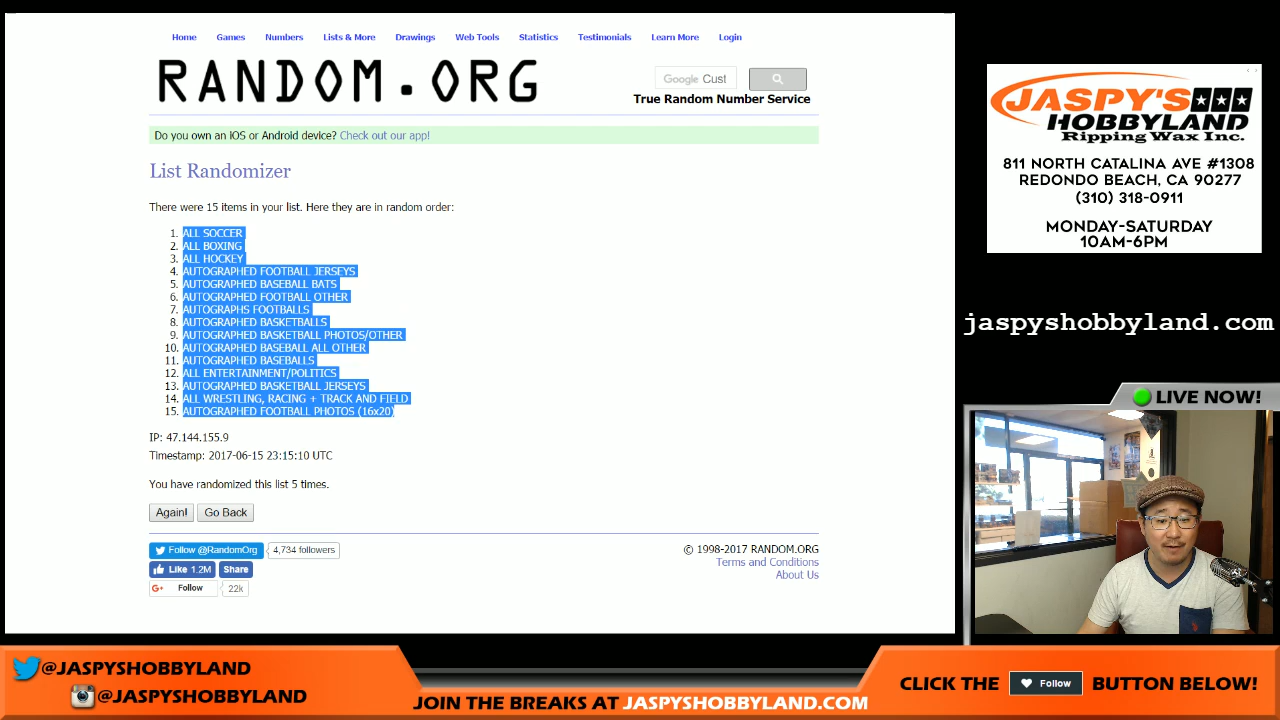 Home Games Numbers Lists & More Drawings Web Tools Statistics Testimonials Learn More Login
RANDOM.ORG
Google Cust
True Random Number Service
Do you own an iOS or Android device? Check out our app!
List Randomizer
There were 15 items in your list. Here they are in random order:
1. ALL SOCCER
2. ALL BOXING
3. ALL HOCKEY
4. AUTOGRAPHED FOOTBALL JERSEYS
5. AUTOGRAPHED BASEBALL BATS
6. AUTOGRAPHED FOOTBALL OTHER
7. AUTOGRAPHS FOOTBALLS
8. AUTOGRAPHED BASKETBALLS
9. AUTOGRAPHED BASKETBALL PHOTOS/OTHER
10. AUTOGRAPHED BASEBALL ALL OTHER
11. AUTOGRAPHED BASEBALLS
12. ALL ENTERTAINMENT/POLITICS
13. AUTOGRAPHED BASKETBALL JERSEYS
14. ALL WRESTLING, RACING + TRACK AND FIELD
15. AUTOGRAPHED FOOTBALL PHOTOS (16x20)
IP: 47.144.155.9
Timestamp: 2017-06-15 23:15:10 UTC
You have randomized this list 5 times.
Again! Go Back
Follow @RandomOrg 4,734 followers
Like 1.2M Share
G+ Follow 22k
© 1998-2017 RANDOM.ORG
Terms and Conditions
About Us
JASPY'S
HOBBYLAND
Ripping Wax Inc.
811 NORTH CATALINA AVE #1308
REDONDO BEACH, CA 90277
(310) 318-0911
MONDAY-SATURDAY
10AM-6PM
jaspyshobbyland.com
LIVE NOW!
@JASPYSHOBBYLAND
@JASPYSHOBBYLAND
JOIN THE BREAKS AT JASPYSHOBBYLAND.COM
CLICK THE Follow BUTTON BELOW!